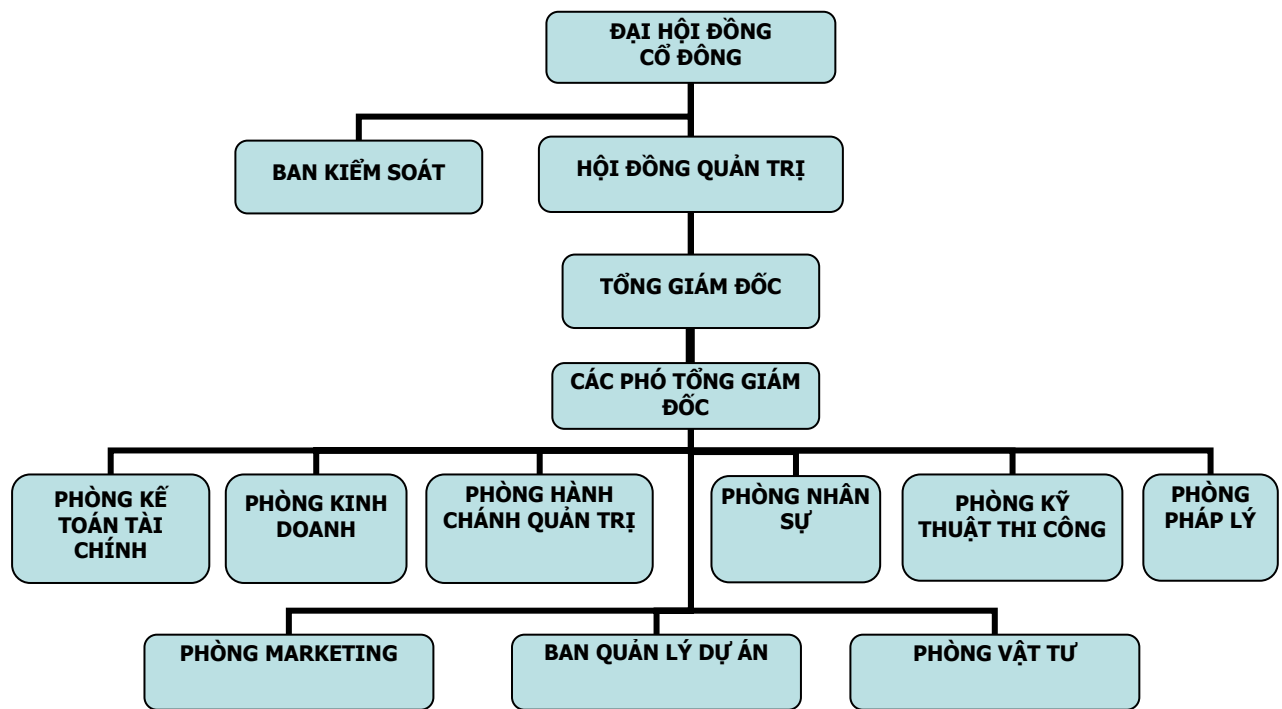 ĐẠI HỘI ĐỒNG
CỔ ĐÔNG
BAN KIỂM SOÁT
HỘI ĐỒNG QUẢN TRỊ
TỔNG GIÁM ĐỐC
CÁC PHÓ TỔNG GIÁM
ĐỐC
PHÒNG KẾ
TOÁN TÀI
CHÍNH
PHÒNG KINH
DOANH
PHÒNG HÀNH
CHÁNH QUẢN TRỊ
PHÒNG NHÂN
SỰ
PHÒNG KỸ
THUẬT THI CÔNG
PHÒNG
PHÁP LÝ
PHÒNG MARKETING
BAN QUẢN LÝ DỰ ÁN
PHÒNG VẬT TƯ